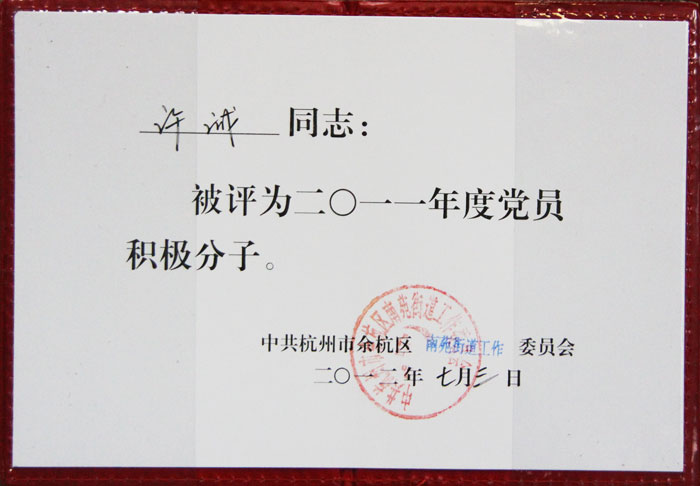 许诚 同志：
被评为二〇一一年度党员
积极分子。
中共杭州市余杭区 南苑街道工作 委员会
二〇一二年 七月三 日